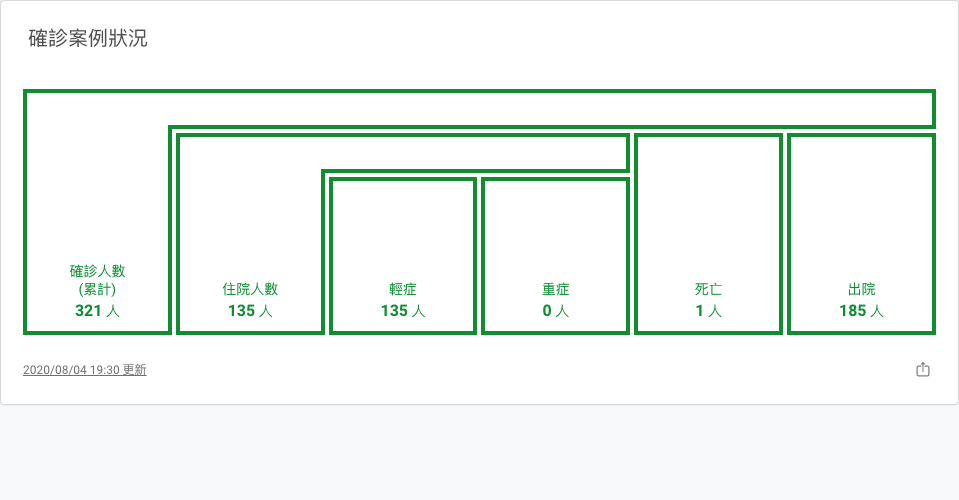 確診案例狀況
確診人數
(累計)
321 人
住院人數
135 人
輕症
135 人
重症
0 人
死亡
1 人
出院
185 人
2020/08/04 19:30 更新